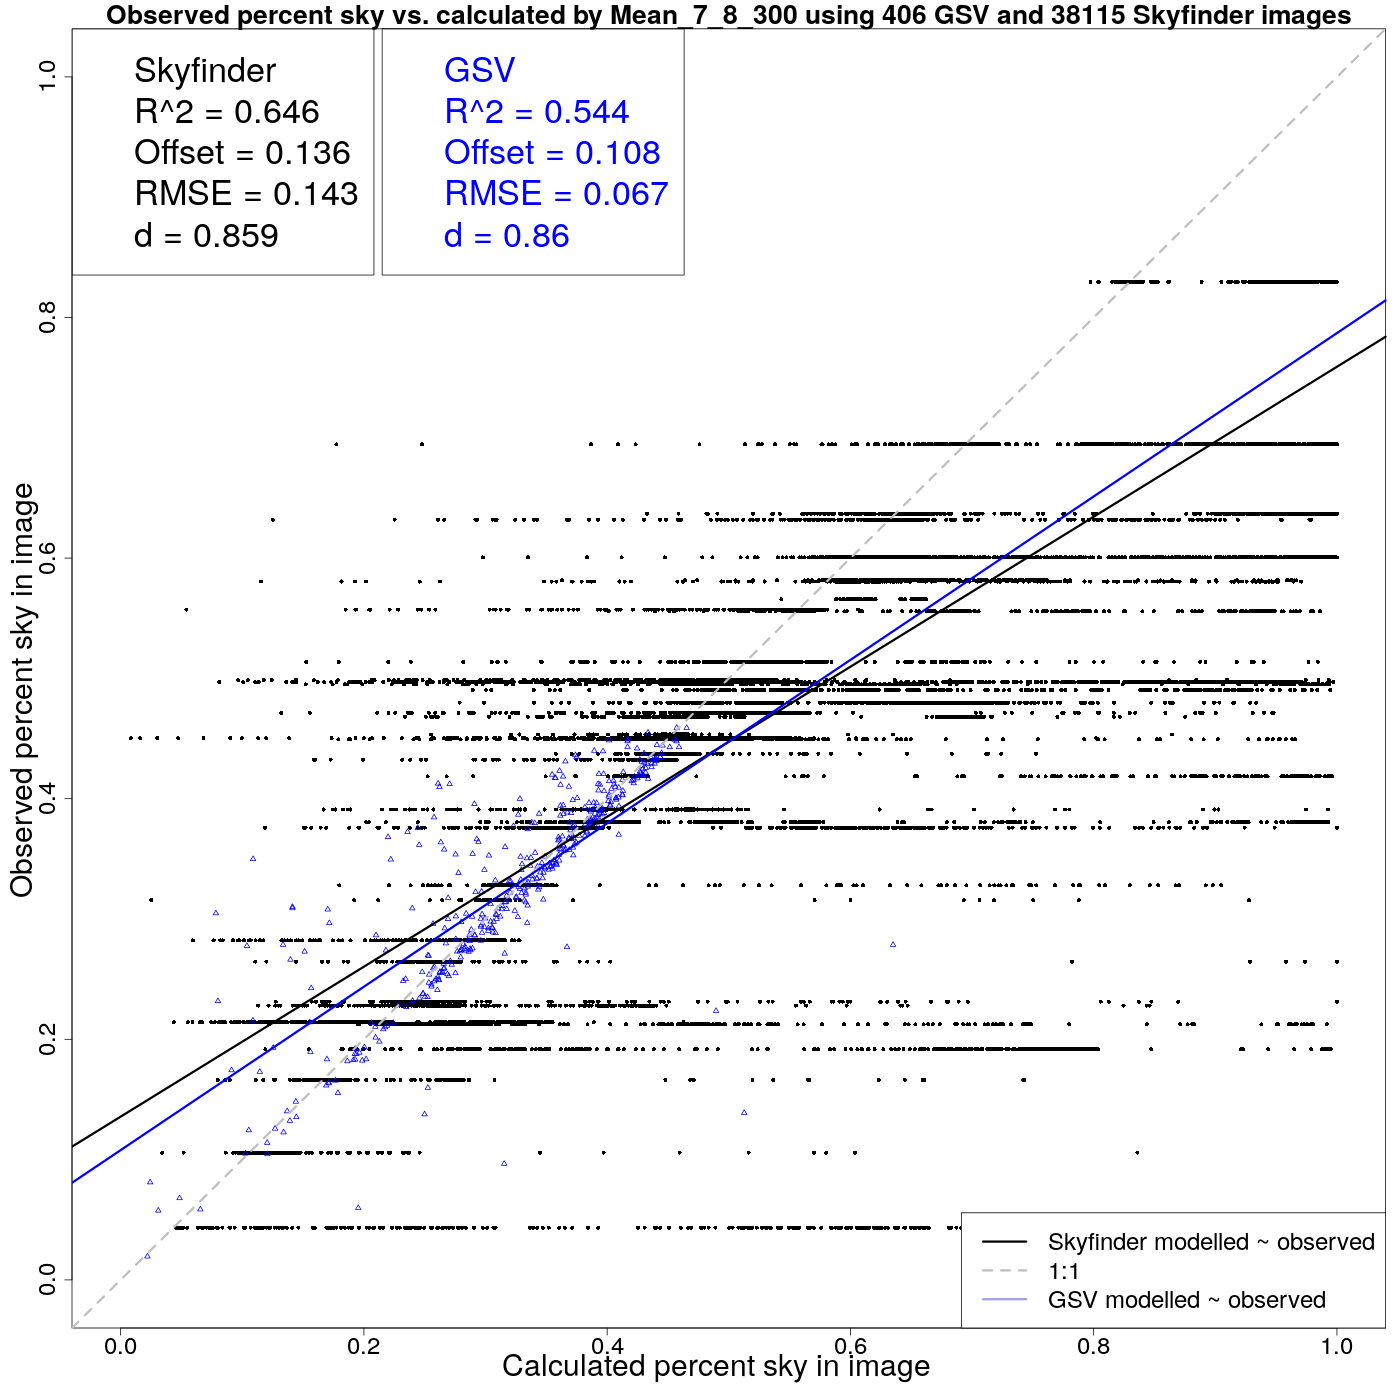 Observed percent sky vs. calculated by Mean_7_8_300 using 406 GSV and 38115 Skyfinder images
Skyfinder
R^2 = 0.646
Offset = 0.136
RMSE = 0.143
d = 0.859
GSV
R^2 = 0.544
Offset = 0.108
RMSE = 0.067
d = 0.86
Observed percent sky in image
1.0
0.8
0.6
0.4
0.2
0.0
Skyfinder modelled ~ observed
1:1
GSV modelled ~ observed
0.0
0.2
0.4
0.6
0.8
1.0
Calculated percent sky in image